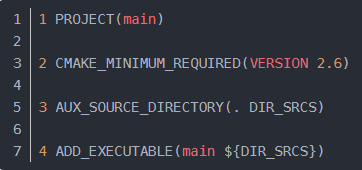 1 1 PROJECT(main)
2
3 2 CMAKE_MINIMUM_REQUIRED(VERSION 2.6)
4
5 3 AUX_SOURCE_DIRECTORY(. DIR_SRCS)
6
7 4 ADD_EXECUTABLE(main ${DIR_SRCS})